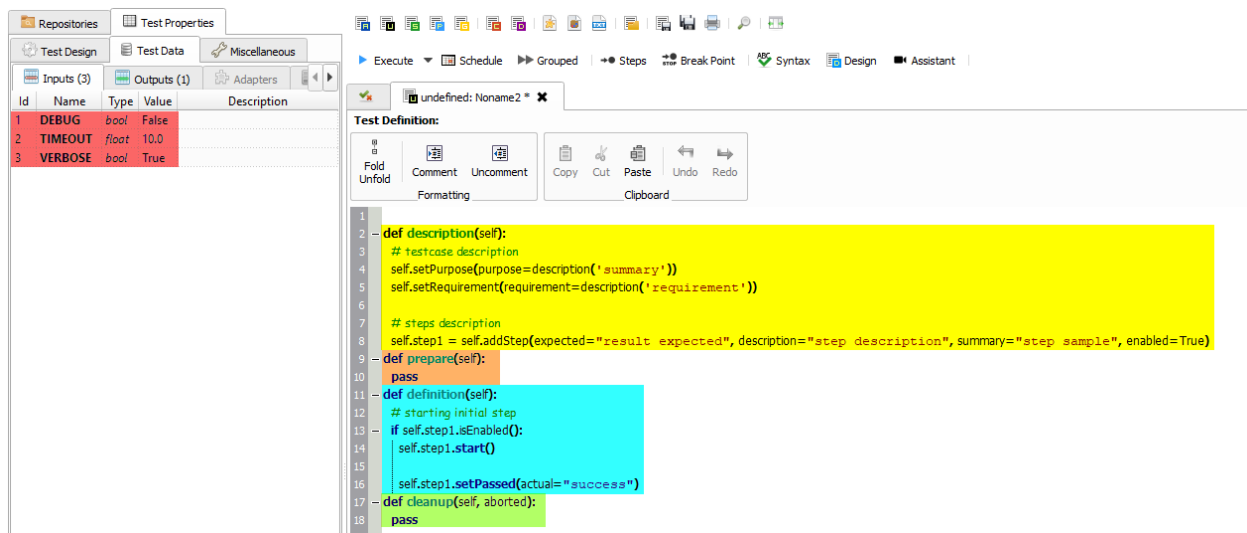 Repositories Test Properties
Test Design Test Data Miscellaneous
Inputs (3) Outputs (1) Adapters
Id Name Type Value Description
1 DEBUG bool False
2 TIMEOUT float 10.0
3 VERBOSE bool True
Execute Schedule Grouped Steps Break Point Syntax Design Assistant
undefined: Noname2 *
Test Definition:
Fold Unfold Comment Uncomment Copy Cut Paste Undo Redo
Formatting Clipboard
1
2 def description(self):
3 # testcase description
4 self.setPurpose(purpose=description('summary'))
5 self.setRequirement(requirement=description('requirement'))
6
7 # steps description
8 self.step1 = self.addStep(expected="result expected", description="step description", summary="step sample", enabled=True)
9 def prepare(self):
10 pass
11 def definition(self):
12 # starting initial step
13 if self.step1.isEnabled():
14 self.step1.start()
15
16 self.step1.setPassed(actual="success")
17 def cleanup(self, aborted):
18 pass